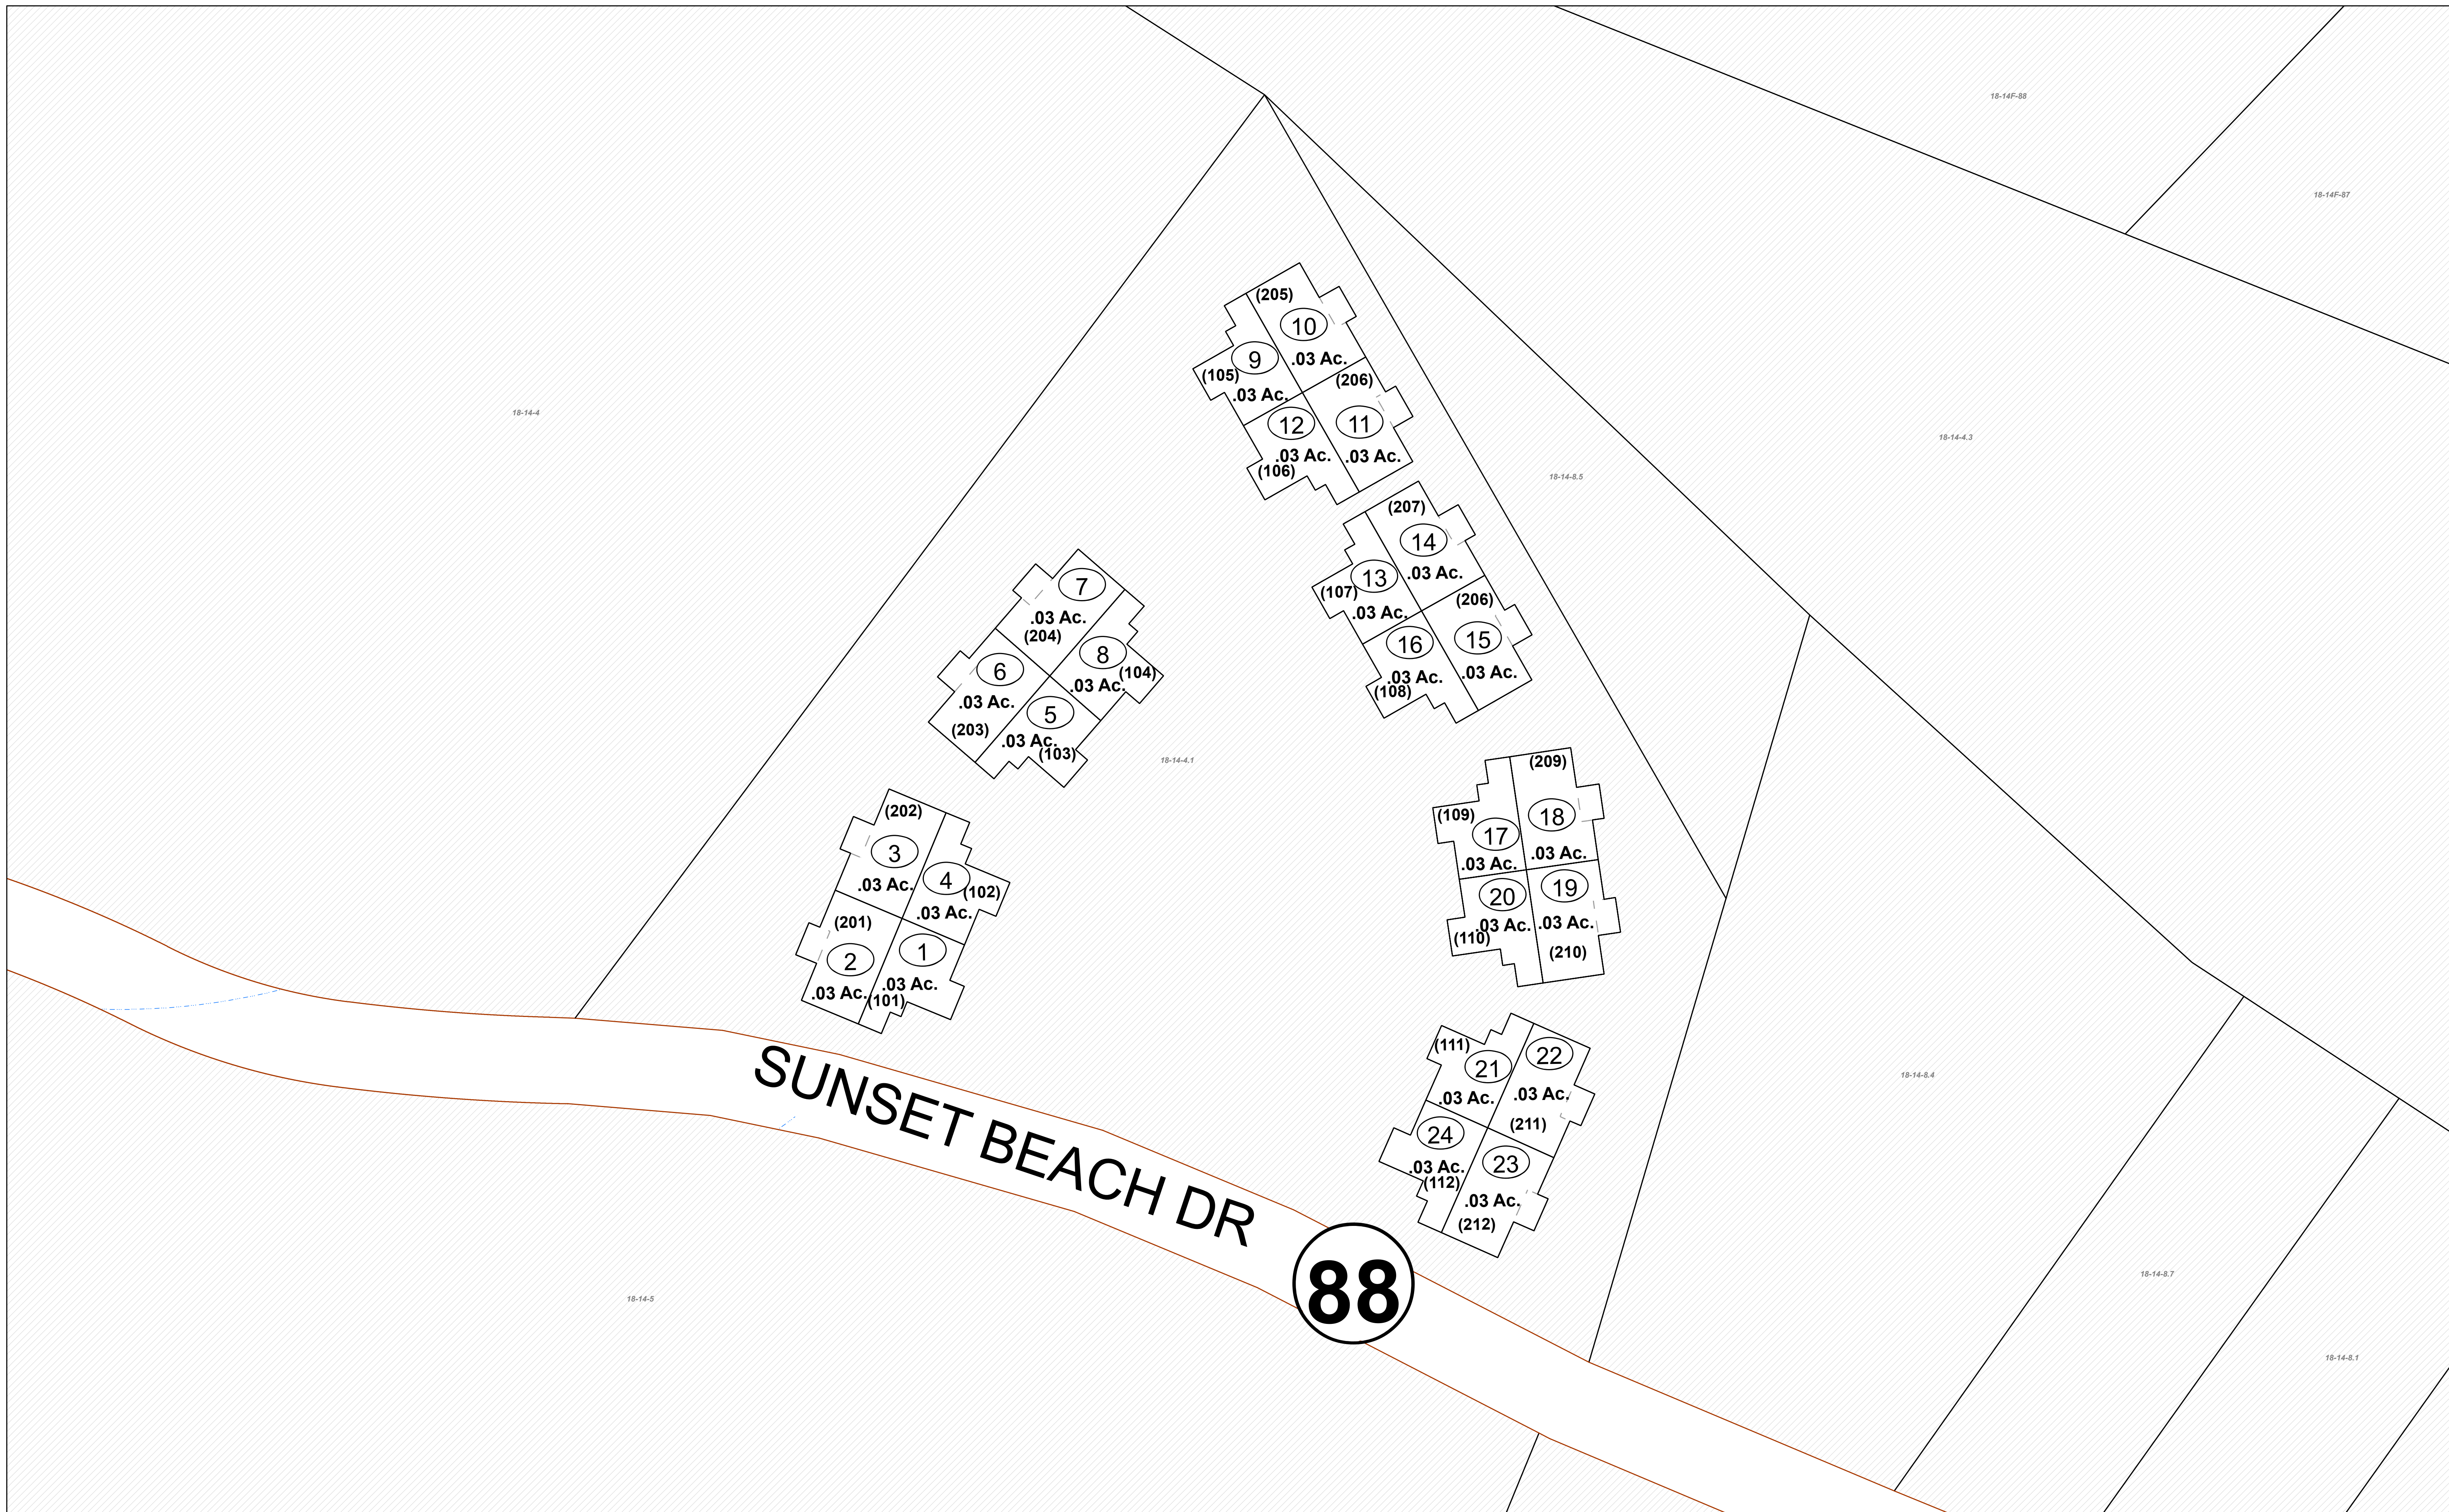 18-14F-88
18-14F-87
18-14-4
18-14-4.3
18-14-8.5
18-14-4.1
(205)
10
.03 Ac.
9
(105)
.03 Ac.
(206)
11
.03 Ac.
12
.03 Ac.
(106)
(207)
14
.03 Ac.
13
(107)
.03 Ac.
(206)
15
.03 Ac.
16
.03 Ac.
(108)
7
.03 Ac.
(204)
8
(104)
.03 Ac.
6
.03 Ac.
(203)
5
.03 Ac.
(103)
(202)
3
.03 Ac.
4
(102)
.03 Ac.
(201)
2
.03 Ac.
1
.03 Ac.
(101)
(209)
18
.03 Ac.
(109)
17
.03 Ac.
19
.03 Ac.
(210)
20
.03 Ac.
(110)
(111)
21
.03 Ac.
22
.03 Ac.
(211)
24
.03 Ac.
(112)
23
.03 Ac.
(212)
SUNSET BEACH DR
88
18-14-8.4
18-14-8.7
18-14-8.1
18-14-5